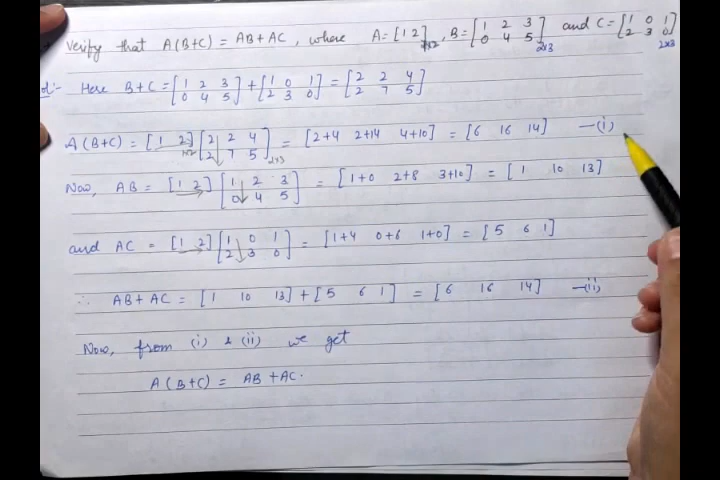 Verify that A(B+C) = AB+AC, where A= [1 2]1×2, B= [1 2 3 0 4 5]2×3 and C= [1 0 1 2 3 0]2×3
Sol:- Here B+C = [1 2 3 0 4 5] + [1 0 1 2 3 0] = [2 2 4 2 7 5]
A(B+C) = [1 2]1×2 [2 2 4 2 7 5]2×3 = [2+4 2+14 4+10] = [6 16 14] —(i)
Now, AB = [1 2] [1 2 3 0 4 5] = [1+0 2+8 3+10] = [1 10 13]
and AC = [1 2] [1 0 1 2 3 0] = [1+4 0+6 1+0] = [5 6 1]
∴ AB+AC = [1 10 13] + [5 6 1] = [6 16 14] —(ii)
Now, from (i) & (ii) we get
A(B+C) = AB+AC.